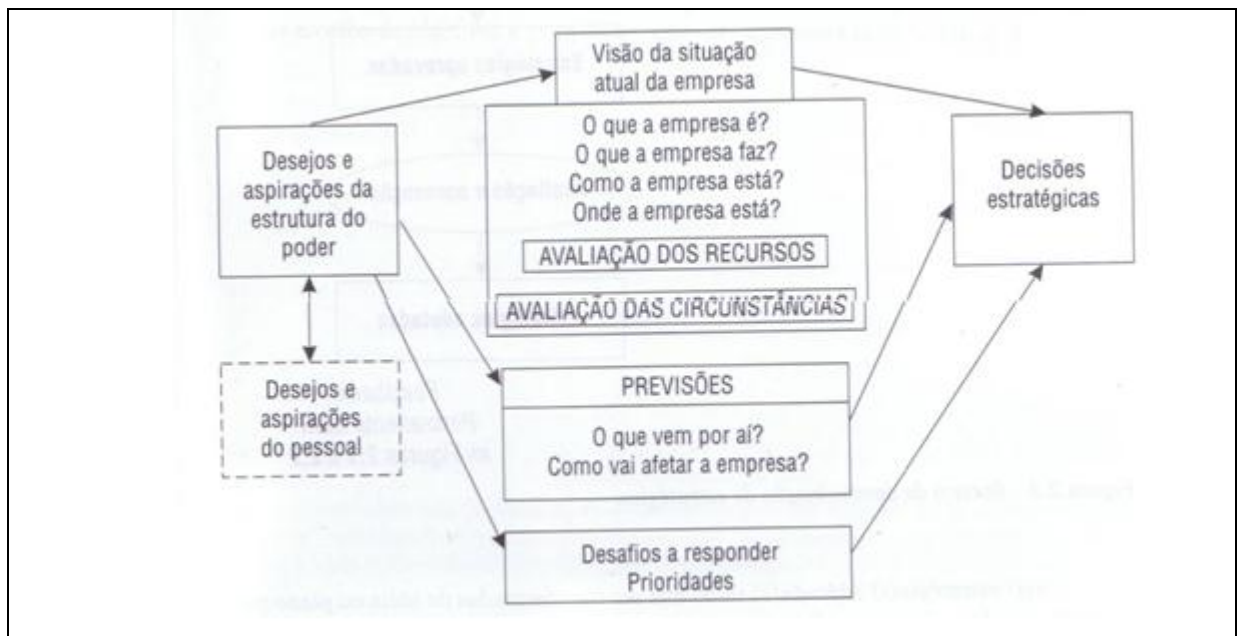 Visão da situação
atual da empresa
O que a empresa é?
O que a empresa faz?
Como a empresa está?
Onde a empresa está?
AVALIAÇÃO DOS RECURSOS
AVALIAÇÃO DAS CIRCUNSTÂNCIAS
Desejos e
aspirações da
estrutura do
poder
Desejos e
aspirações
do pessoal
PREVISÕES
O que vem por aí?
Como vai afetar a empresa?
Desafios a responder
Prioridades
Decisões
estratégicas